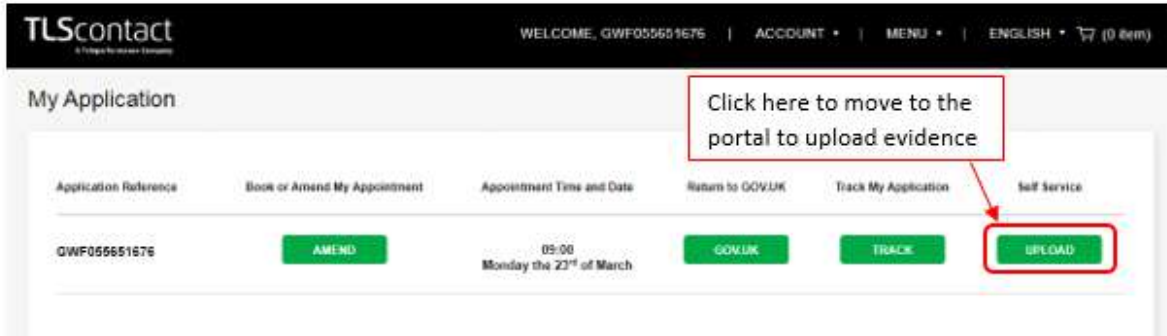 TLScontact
A Teleperformance Company
WELCOME, GWF055651676 | ACCOUNT | MENU | ENGLISH (0 item)
My Application
Click here to move to the
portal to upload evidence
Application Reference Book or Amend My Appointment Appointment Time and Date Return to GOV.UK Track My Application Self Service
GWF055651676 AMEND 09:00 GOV.UK TRACK UPLOAD
Monday the 23rd of March